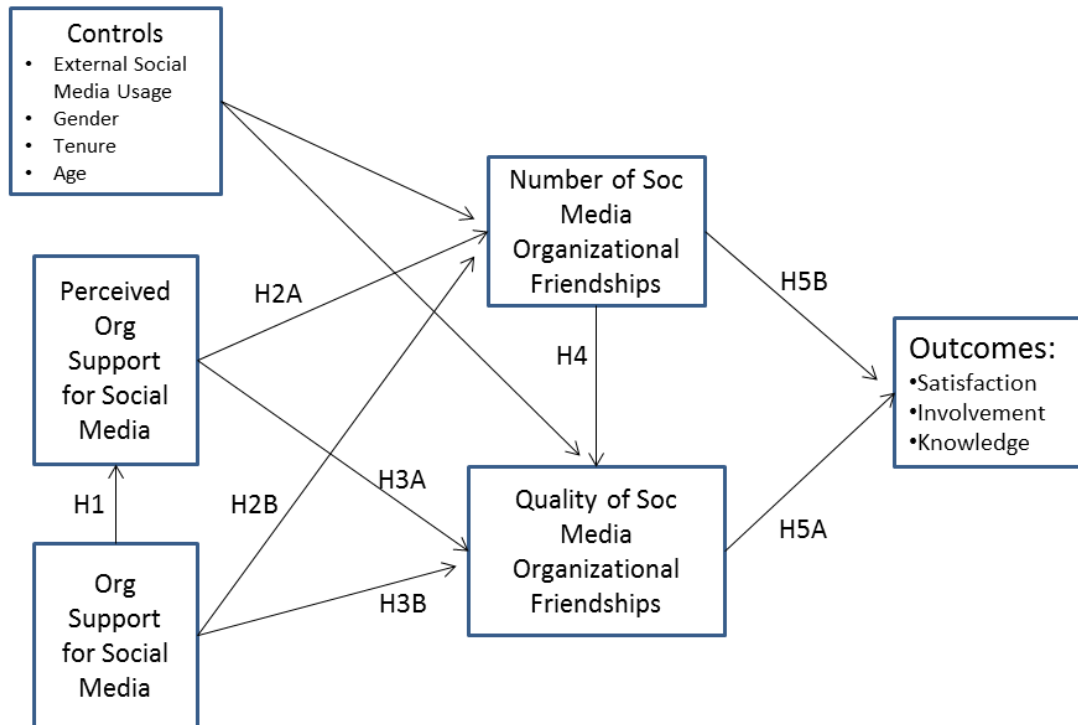 Controls
• External Social
Media Usage
• Gender
• Tenure
• Age
Number of Soc
Media
Organizational
Friendships
Perceived
Org
Support
for Social
Media
H2A
H5B
H4
Outcomes:
•Satisfaction
•Involvement
•Knowledge
H1
H2B
H3A
Quality of Soc
Media
Organizational
Friendships
H5A
H3B
Org
Support
for Social
Media